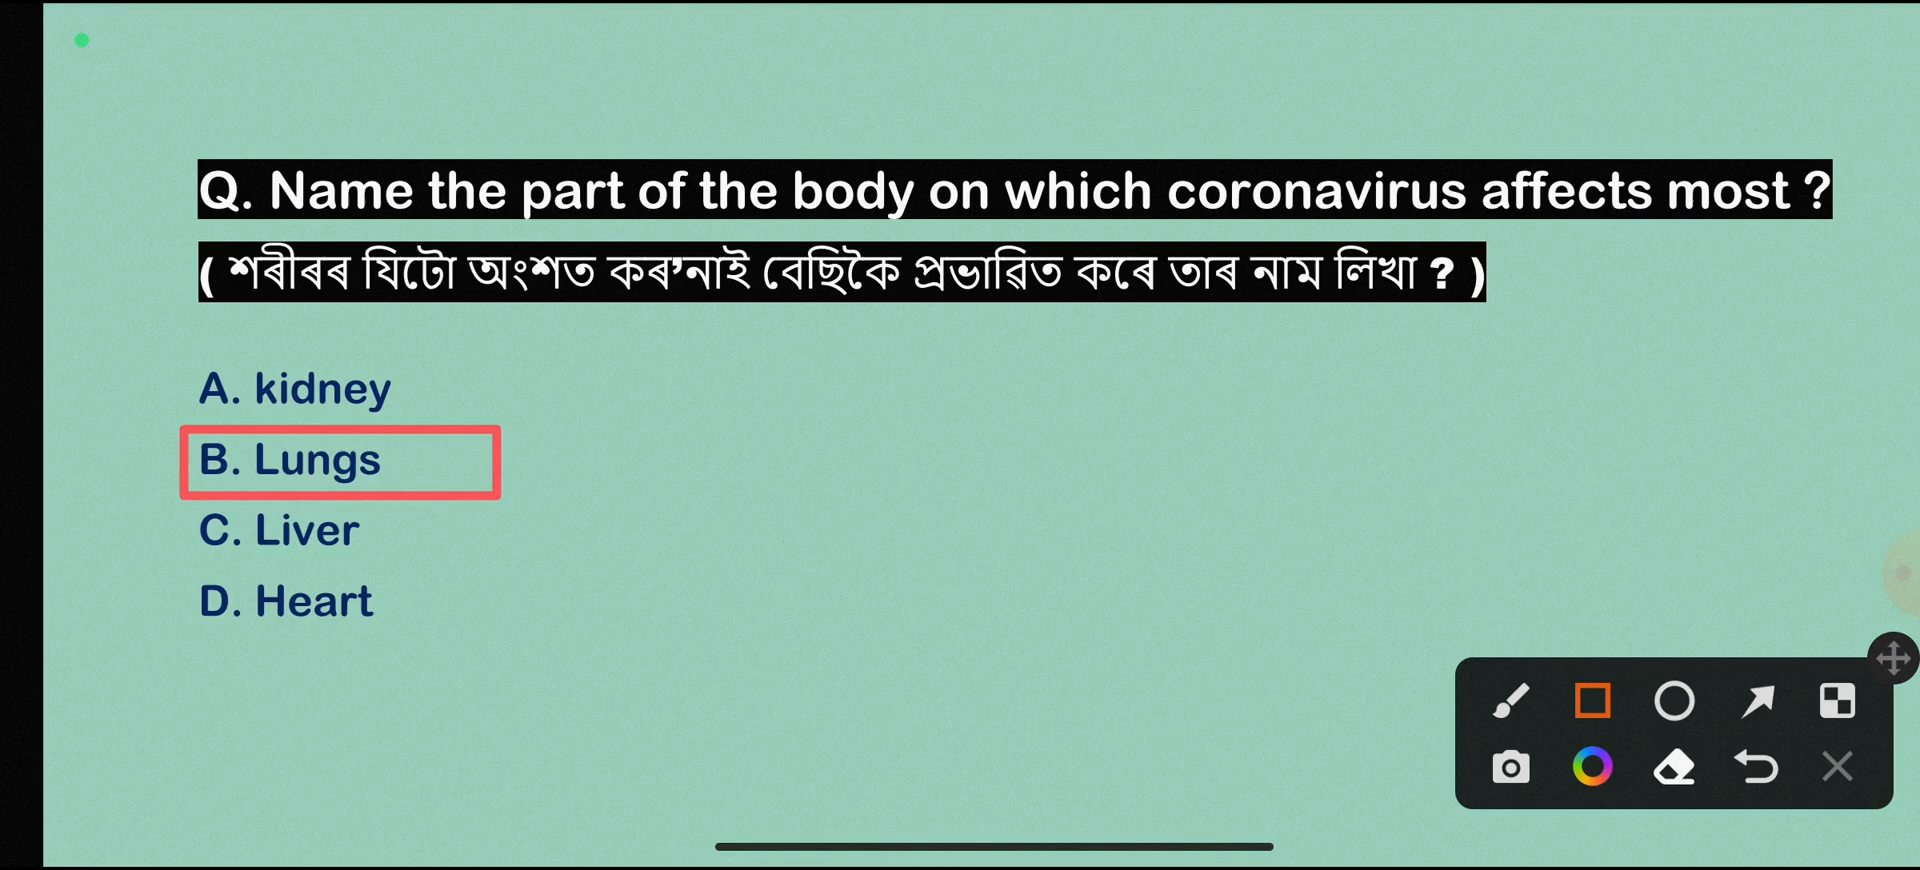 Q. Name the part of the body on which coronavirus affects most ?
( শৰীৰৰ যিটো অংশত কৰ’নাই বেছিকৈ প্ৰভাৱিত কৰে তাৰ নাম লিখা ? )
A. kidney
B. Lungs
C. Liver
D. Heart